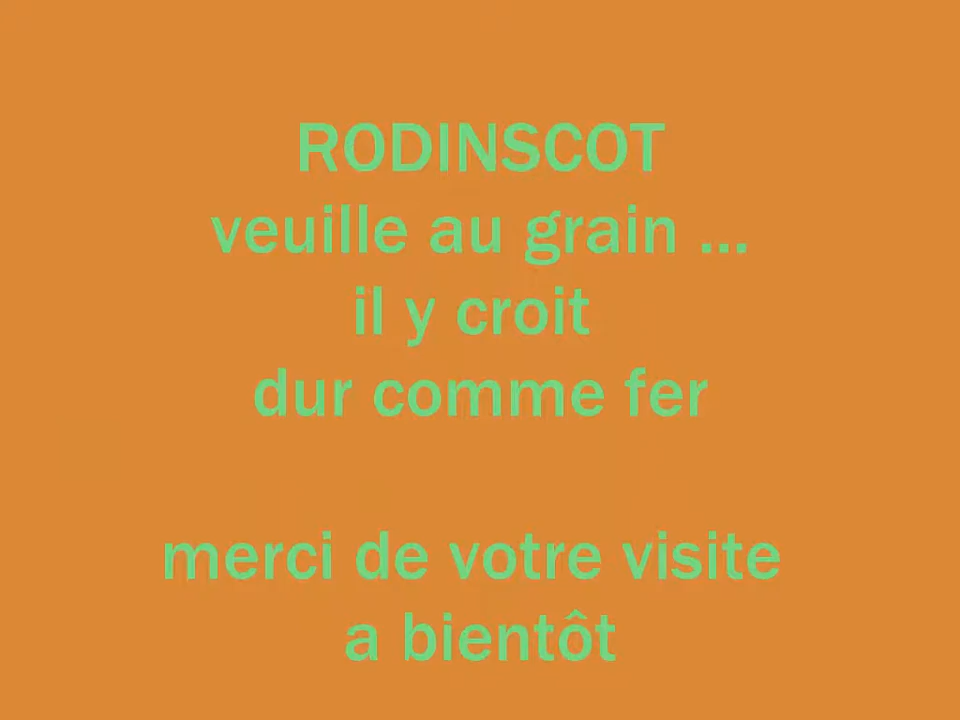 RODINSCOT
veuille au grain ...
il y croit
dur comme fer
merci de votre visite
a bientôt